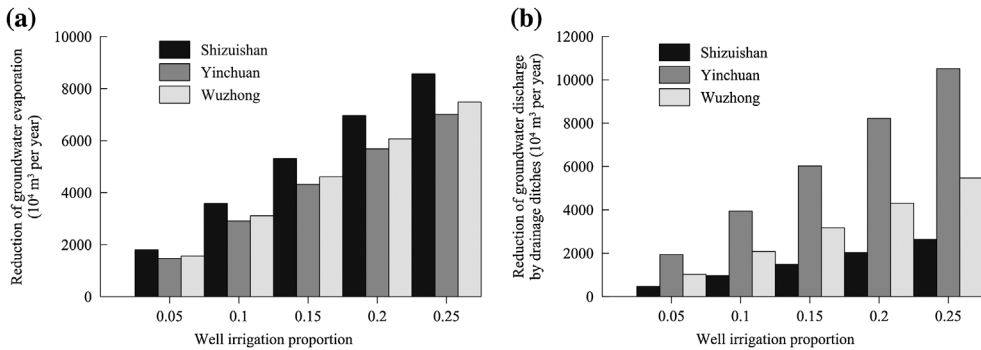 (a)
10000
8000
6000
4000
2000
0
Reduction of groundwater evaporation
(10⁴ m³ per year)
Shizuishan
Yinchuan
Wuzhong
0.05 0.1 0.15 0.2 0.25
Well irrigation proportion
(b)
12000
10000
8000
6000
4000
2000
0
Reduction of groundwater discharge
by drainage ditches (10⁴ m³ per year)
Shizuishan
Yinchuan
Wuzhong
0.05 0.1 0.15 0.2 0.25
Well irrigation proportion